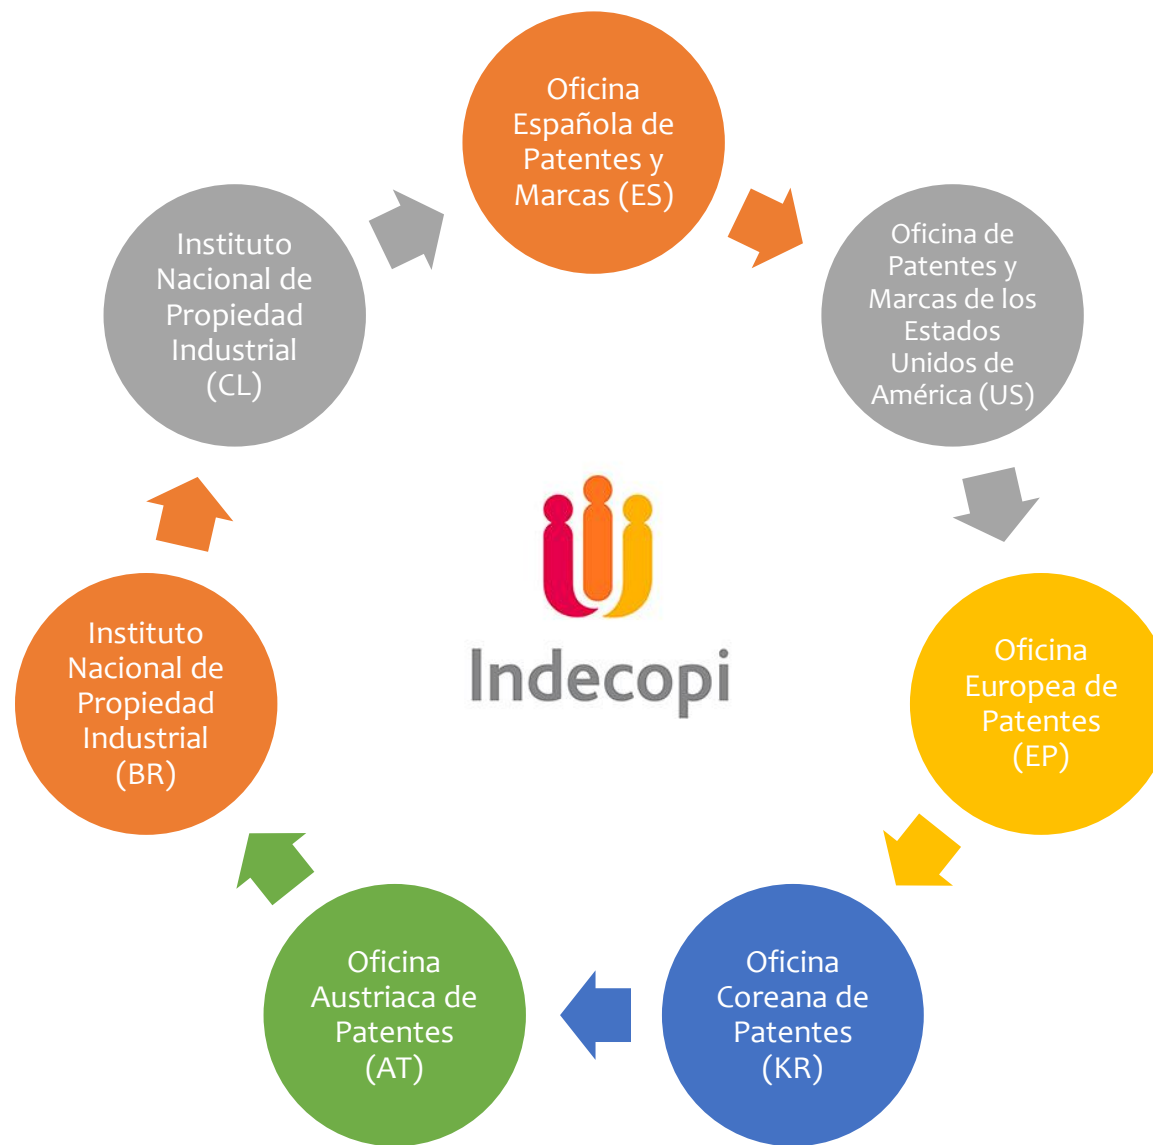 Oficina
Española de
Patentes y
Marcas (ES)
Oficina de
Patentes y
Marcas de los
Estados
Unidos de
América (US)
Oficina
Europea de
Patentes
(EP)
Oficina
Coreana de
Patentes
(KR)
Oficina
Austriaca de
Patentes
(AT)
Instituto
Nacional de
Propiedad
Industrial
(BR)
Instituto
Nacional de
Propiedad
Industrial
(CL)
Indecopi